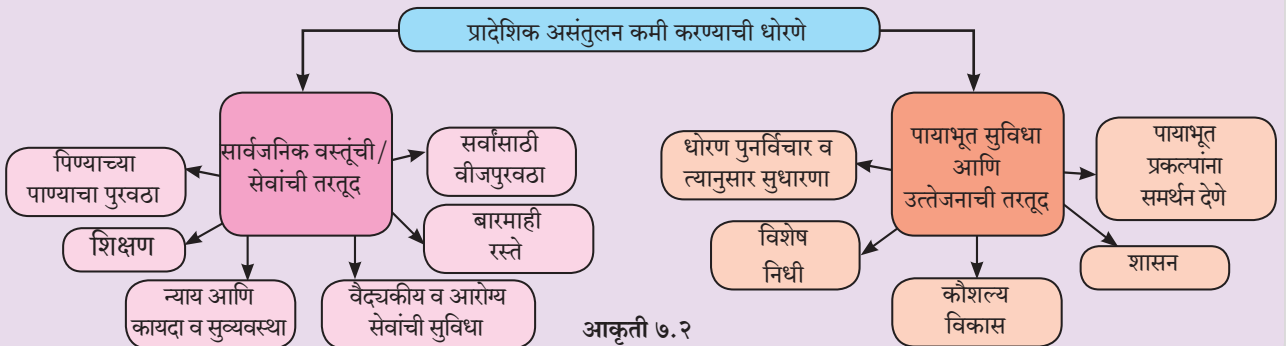 प्रादेशिक असंतुलन कमी करण्याची धोरणे
सार्वजनिक वस्तूंची/
सेवांची तरतूद
पिण्याच्या
पाण्याचा पुरवठा
शिक्षण
न्याय आणि
कायदा व सुव्यवस्था
वैद्यकीय व आरोग्य
सेवांची सुविधा
बारमाही
रस्ते
सर्वांसाठी
वीजपुरवठा
पायाभूत सुविधा
आणि
उत्तेजनाची तरतूद
धोरण पुनर्विचार व
त्यानुसार सुधारणा
विशेष
निधी
कौशल्य
विकास
शासन
पायाभूत
प्रकल्पांना
समर्थन देणे
आकृती ७.२